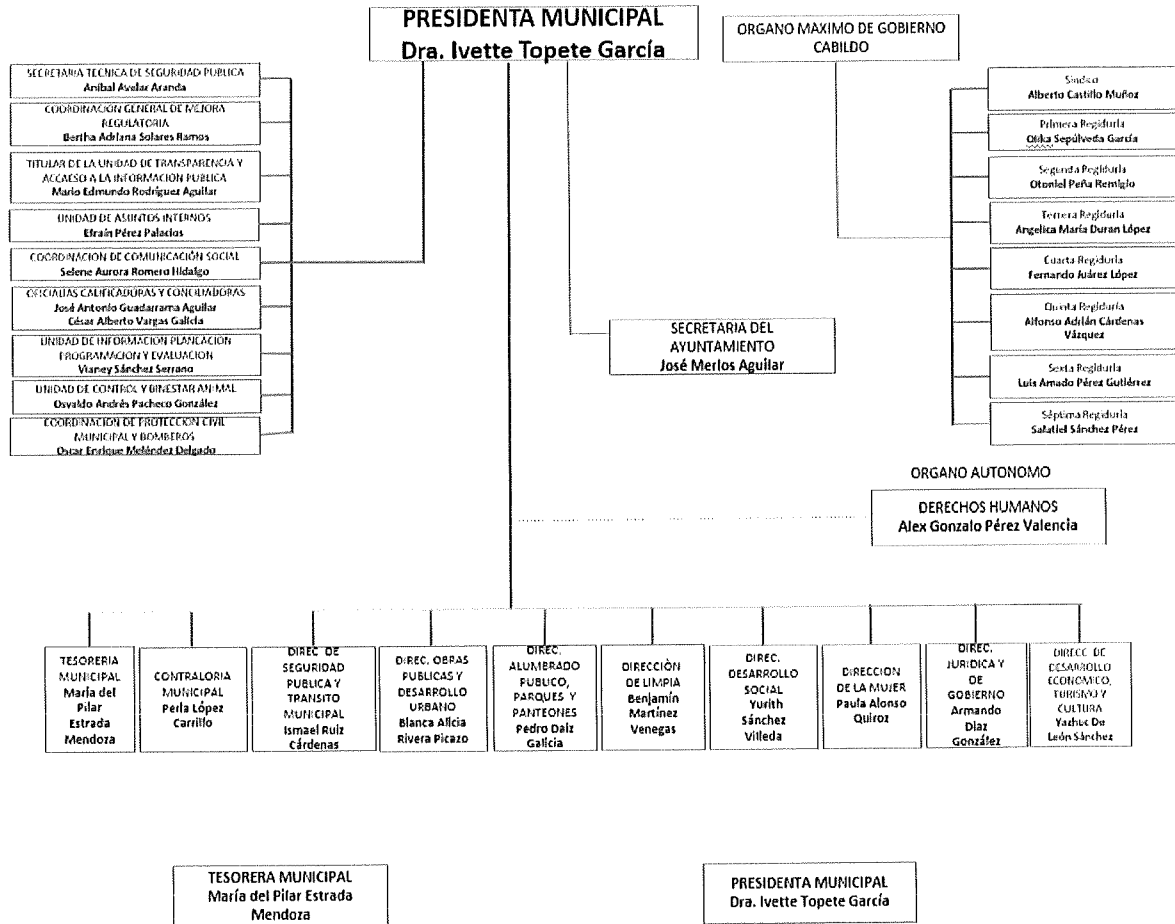 PRESIDENTA MUNICIPAL
Dra. Ivette Topete García
ORGANO MAXIMO DE GOBIERNO
CABILDO
SECRETARIA TECNICA DE SEGURIDAD PUBLICA
Aníbal Avelar Aranda
COORDINACIÓN GENERAL DE MEJORA
REGULATORIA
Bertha Adriana Solares Ramos
TITULAR DE LA UNIDAD DE TRANSPARENCIA Y
ACCAESO A LA INFORMACIÓN PUBLICA
Mario Edmundo Rodríguez Aguilar
UNIDAD DE ASUNTOS INTERNOS
Efraín Pérez Palacios
COORDINACION DE COMUNICACIÓN SOCIAL
Selene Aurora Romero Hidalgo
OFICIALIAS CALIFICADORAS Y CONCILIADORAS
José Antonio Guadarrama Aguilar
César Alberto Vargas Galicia
UNIDAD DE INFORMACION PLANEACION
PROGRAMACION Y EVALUACION
Vianey Sánchez Serrano
UNIDAD DE CONTROL Y BINESTAR ANIMAL
Osvaldo Andrés Pacheco González
COORDINACION DE PROTECCION CIVIL
MUNICIPAL Y BOMBEROS
Oscar Enrique Meléndez Delgado
Síndico
Alberto Castillo Muñoz
Primera Regiduría
Olika Sepúlveda García
Segunda Regiduría
Otoniel Peña Remigio
Tercera Regiduría
Angelica María Duran López
Cuarta Regiduría
Fernando Juárez López
Quinta Regiduría
Alfonso Adrián Cárdenas
Vázquez
Sexta Regiduría
Luis Amado Pérez Gutiérrez
Séptima Regiduría
Salatiel Sánchez Pérez
SECRETARIA DEL
AYUNTAMIENTO
José Merlos Aguilar
ORGANO AUTONOMO
DERECHOS HUMANOS
Alex Gonzalo Pérez Valencia
TESORERIA
MUNICIPAL
María del
Pilar
Estrada
Mendoza
CONTRALORIA
MUNICIPAL
Perla López
Carrillo
DIREC. DE
SEGURIDAD
PUBLICA Y
TRANSITO
MUNICIPAL
Ismael Ruiz
Cárdenas
DIREC. OBRAS
PUBLICAS Y
DESARROLLO
URBANO
Blanca Alicia
Rivera Picazo
DIREC.
ALUMBRADO
PUBLICO,
PARQUES Y
PANTEONES
Pedro Daiz
Galicia
DIRECCIÒN
DE LIMPIA
Benjamín
Martínez
Venegas
DIREC.
DESARROLLO
SOCIAL
Yurith
Sánchez
Villeda
DIRECCION
DE LA MUJER
Paula Alonso
Quiroz
DIREC.
JURIDICA Y
DE
GOBIERNO
Armando
Diaz
González
DIRECC. DE
DESARROLLO
ECONOMICO,
TURISMO Y
CULTURA
De
León Sánchez
TESORERA MUNICIPAL
María del Pilar Estrada
Mendoza
PRESIDENTA MUNICIPAL
Dra. Ivette Topete García